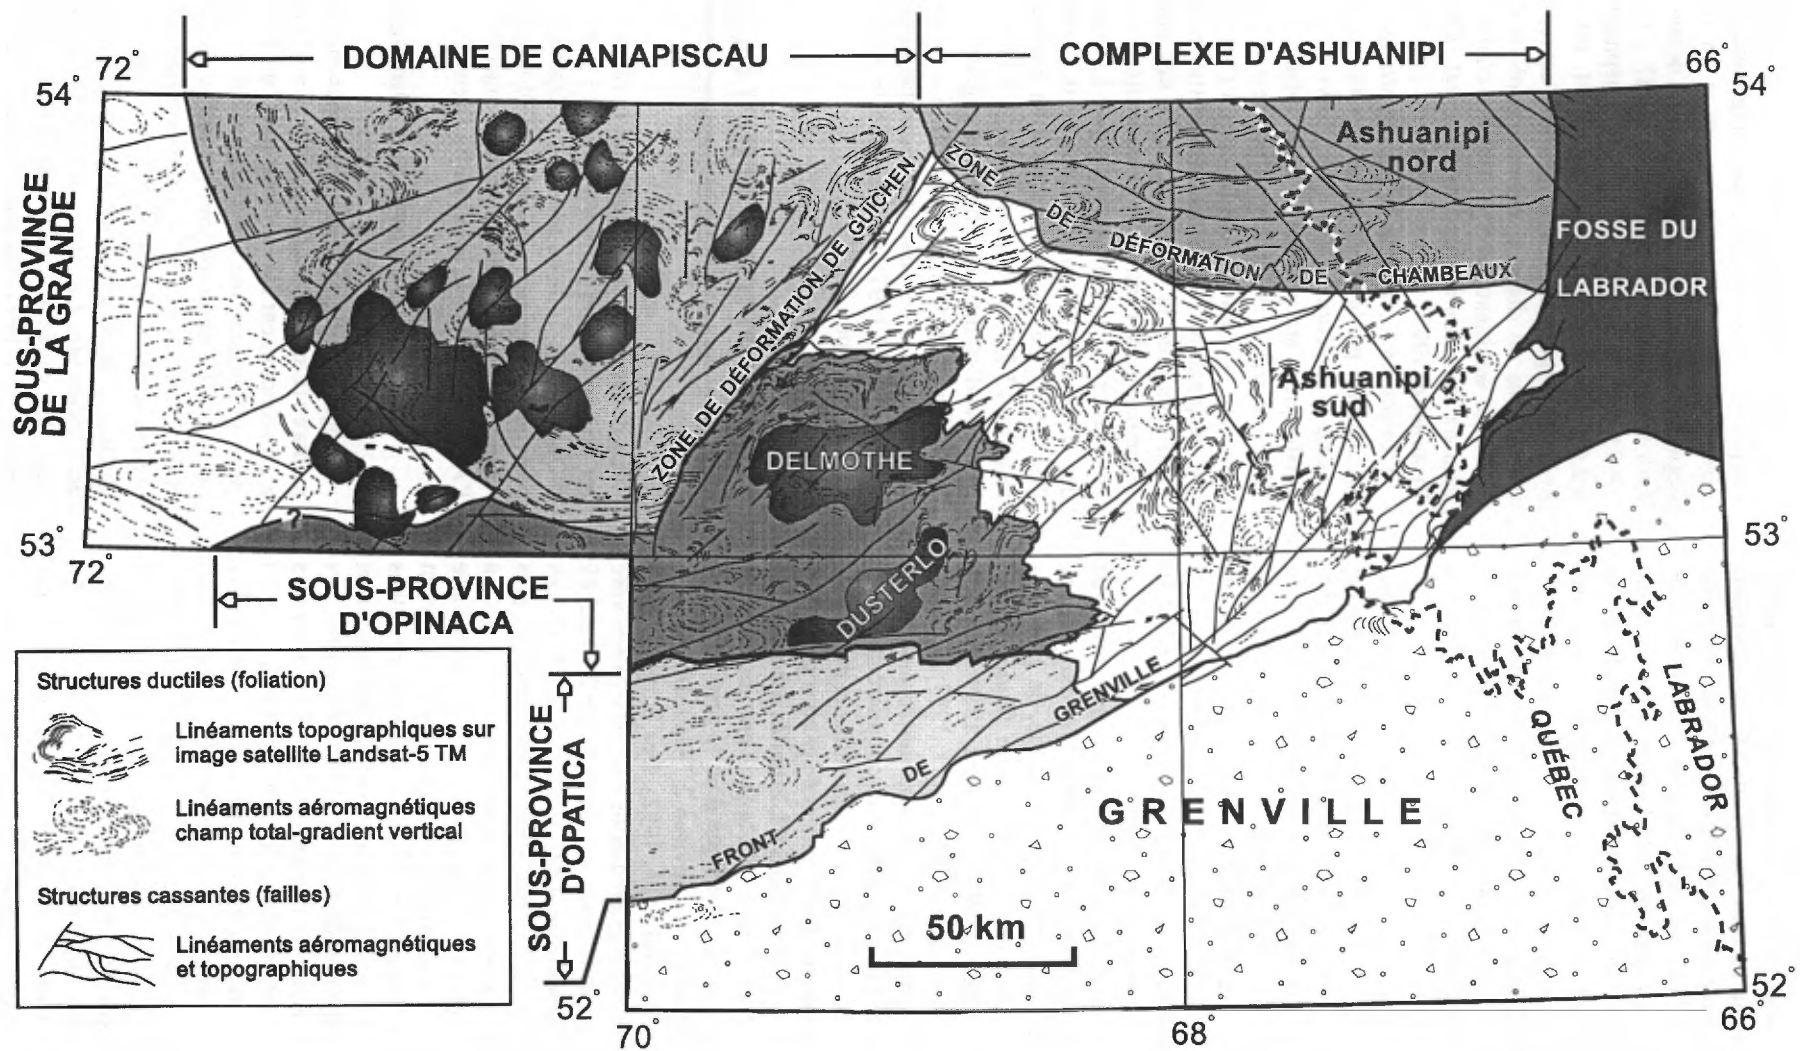 DOMAINE DE CANIAPISCAU
COMPLEXE D'ASHUANIPI
72°
66°
54°
54°
SOUS-PROVINCE
DE LA GRANDE
Ashuanipi
nord
ZONE DE DÉFORMATION DE CHAMBEAUX
ZONE DE DÉFORMATION DE GUICHEN
FOSSE DU
LABRADOR
Ashuanipi
sud
DELMOTHE
DUSTERLO
?
53°
53°
72°
SOUS-PROVINCE
D'OPINACA
SOUS-PROVINCE
D'OPATICA
FRONT DE GRENVILLE
GRENVILLE
QUÉBEC
LABRADOR
50 km
52°
52°
70°
68°
66°
Structures ductiles (foliation)
Linéaments topographiques sur
image satellite Landsat-5 TM
Linéaments aéromagnétiques
champ total-gradient vertical
Structures cassantes (failles)
Linéaments aéromagnétiques
et topographiques